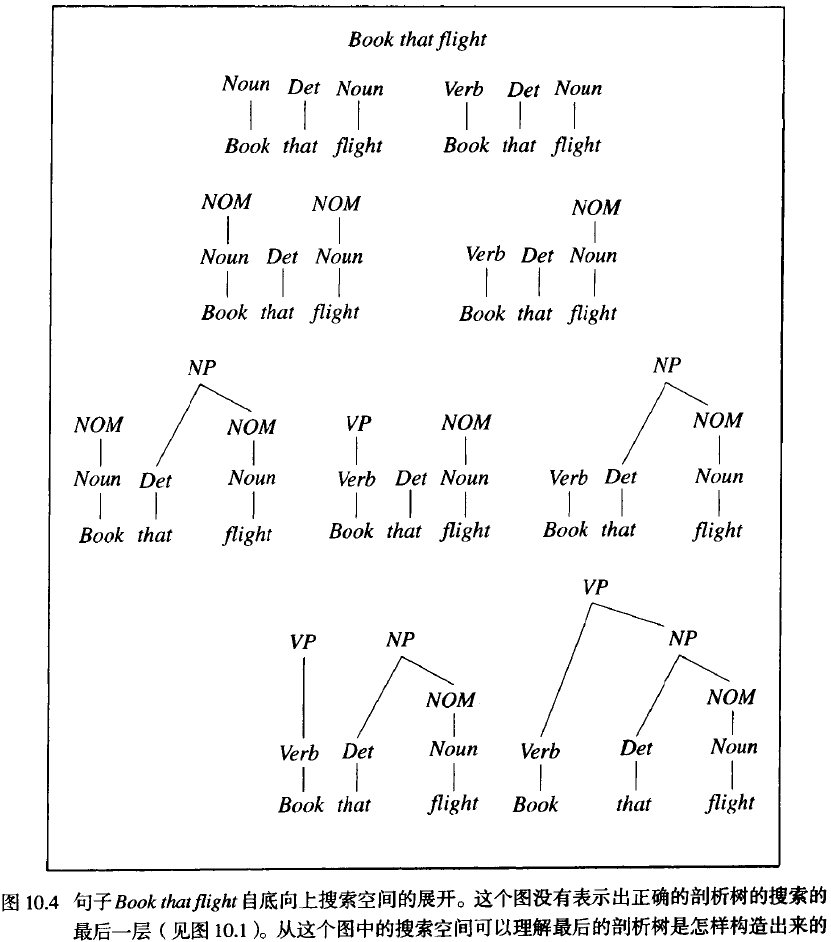 Book that flight
Noun Det Noun Verb Det Noun
Book that flight Book that flight
NOM NOM NOM
Noun Det Noun Verb Det Noun
Book that flight Book that flight
NP NP
NOM NOM VP NOM NOM
Noun Det Noun Verb Det Noun Verb Det Noun
Book that flight Book that flight Book that flight
VP
VP NP NP
NOM NOM
Verb Det Noun Verb Det Noun
Book that flight Book that flight
图 10.4 句子 Book that flight 自底向上搜索空间的展开。这个图没有表示出正确的剖析树的搜索的
最后一层（见图 10.1）。从这个图中的搜索空间可以理解最后的剖析树是怎样构造出来的